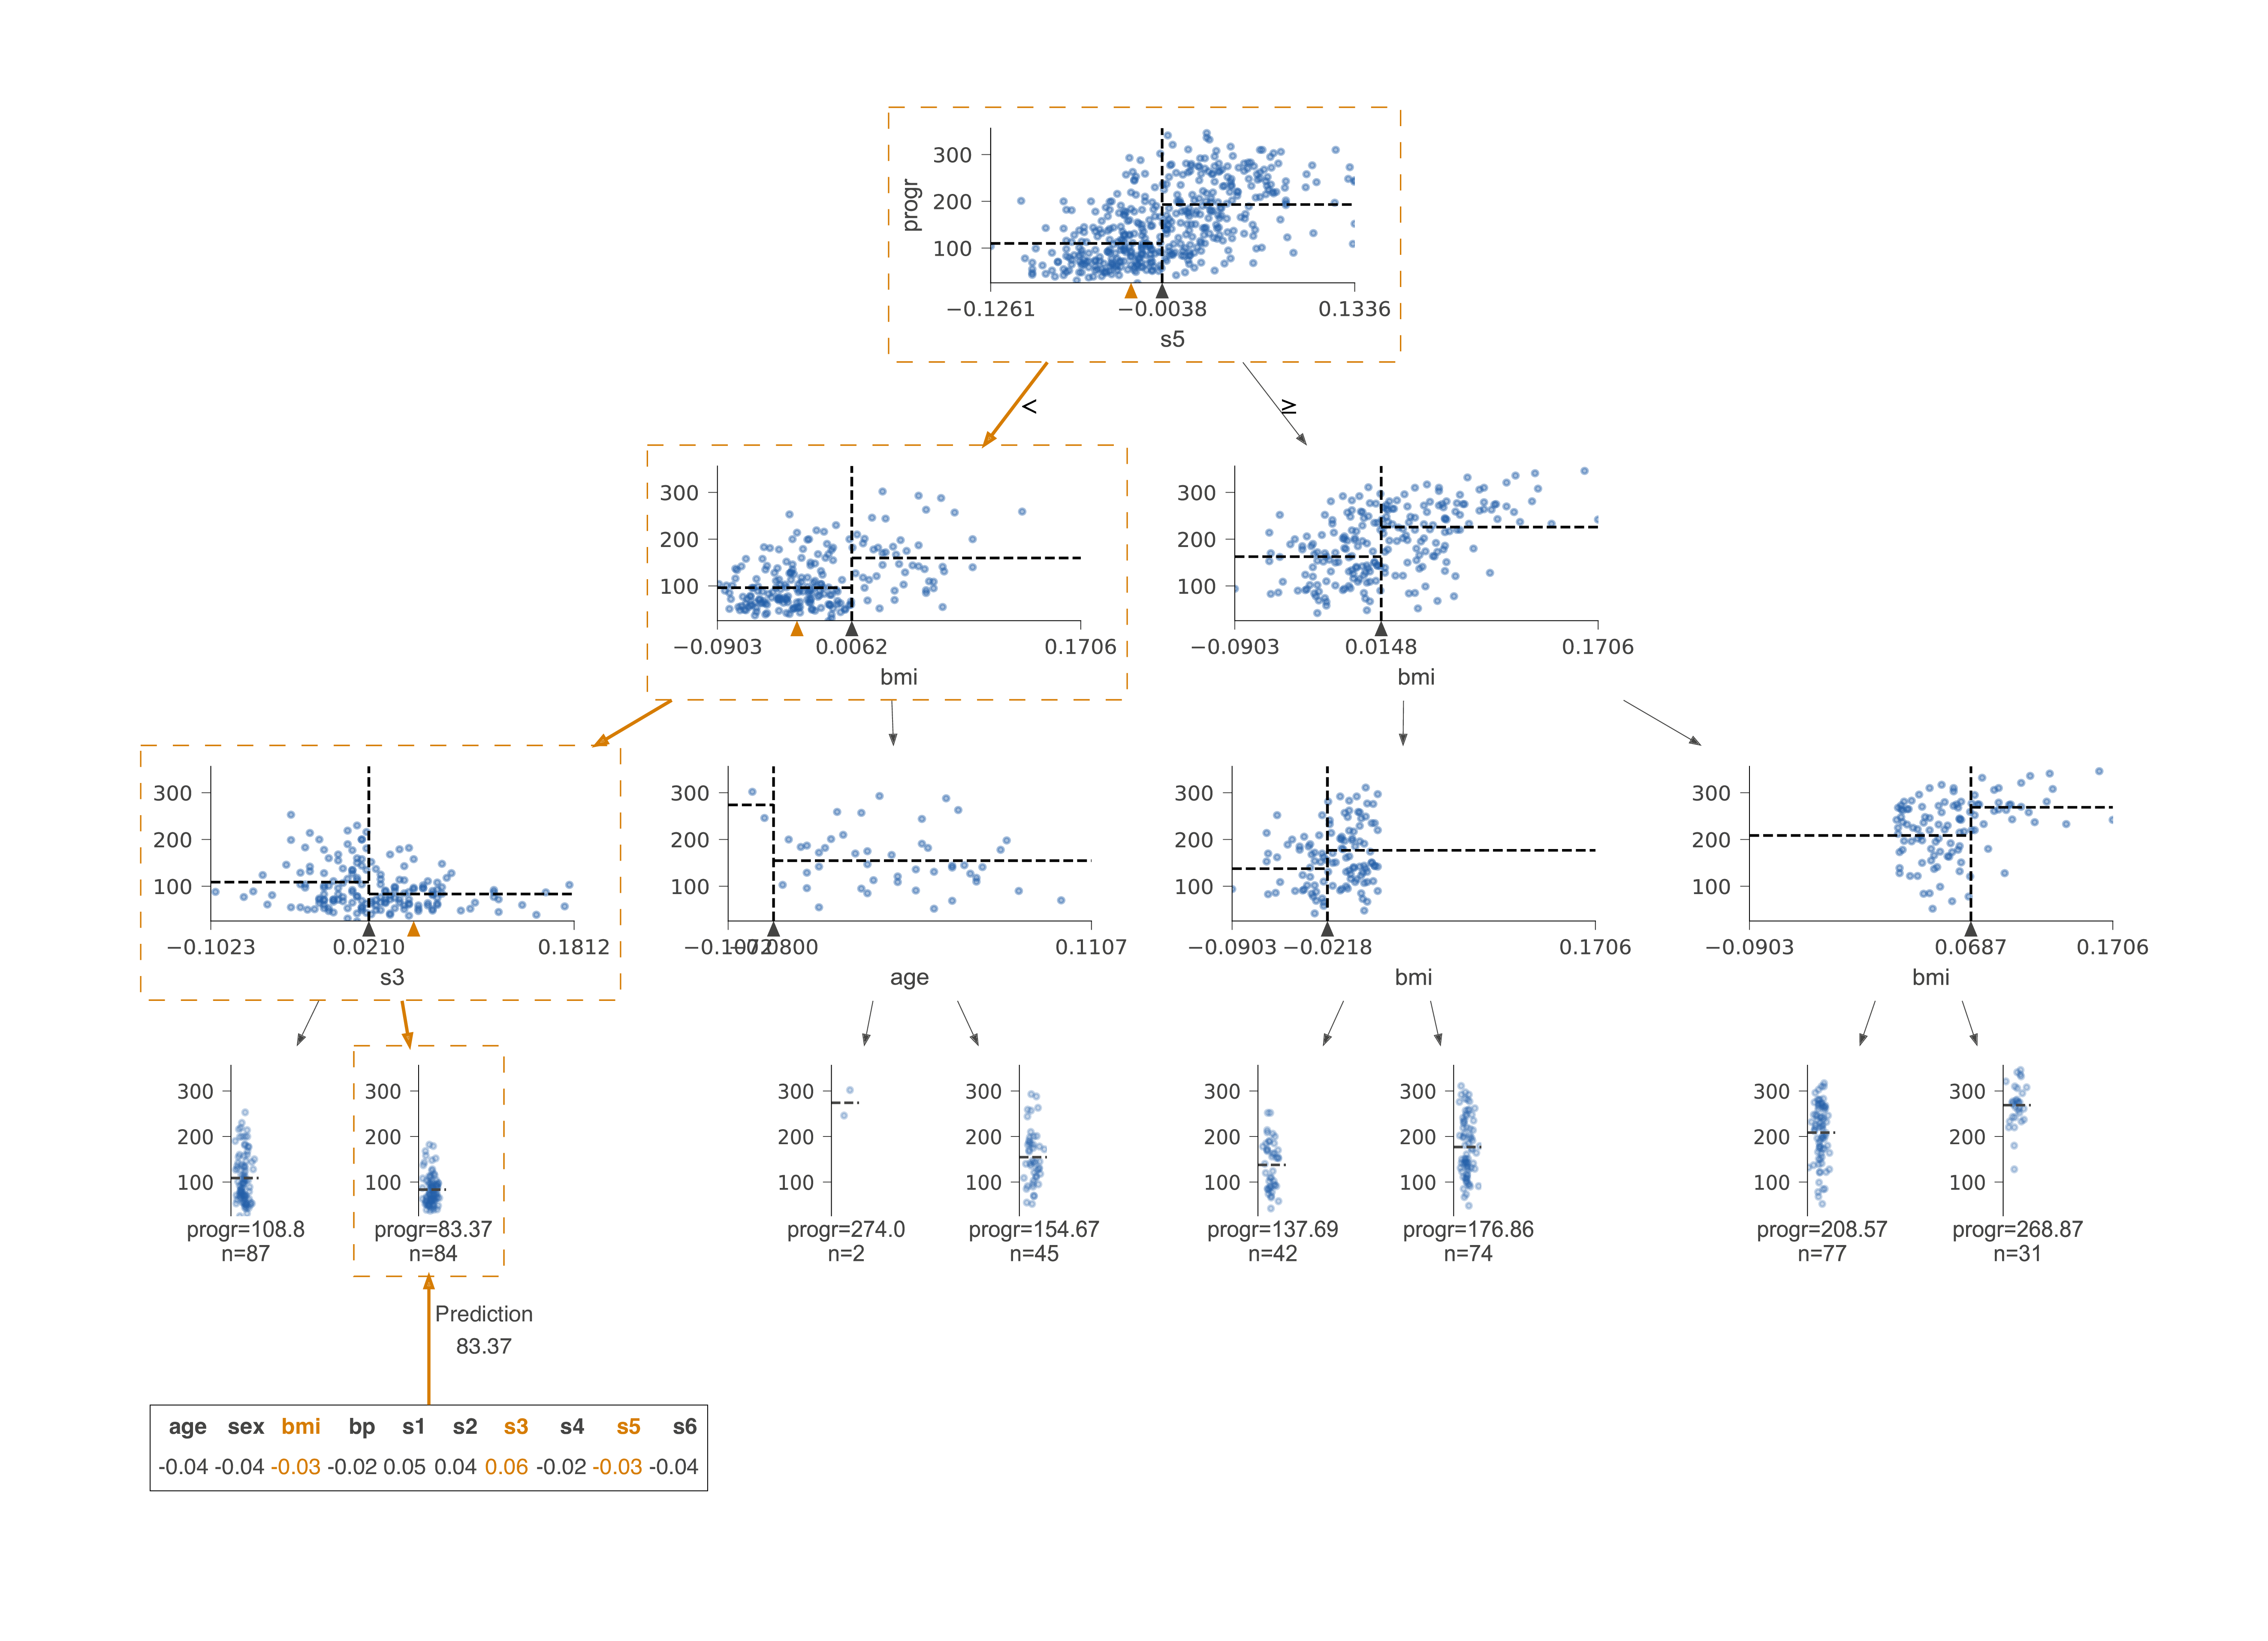 300
200
100
progr
−0.1261 −0.0038 0.1336
s5
< ≥
300 300
200 200
100 100
−0.0903 0.0062 0.1706 −0.0903 0.0148 0.1706
bmi bmi
300 300 300 300
200 200 200 200
100 100 100 100
−0.1023 0.0210 0.1812 −0.0800 0.1107 −0.0903 −0.0218 0.1706 −0.0903 0.0687 0.1706
s3 age bmi bmi
300 300 300 300 300 300 300 300
200 200 200 200 200 200 200 200
100 100 100 100 100 100 100 100
progr=108.8 progr=83.37 progr=274.0 progr=154.67 progr=137.69 progr=176.86 progr=208.57 progr=268.87
n=87 n=84 n=2 n=45 n=42 n=74 n=77 n=31
Prediction
83.37
age sex bmi bp s1 s2 s3 s4 s5 s6
-0.04 -0.04 -0.03 -0.02 0.05 0.04 0.06 -0.02 -0.03 -0.04